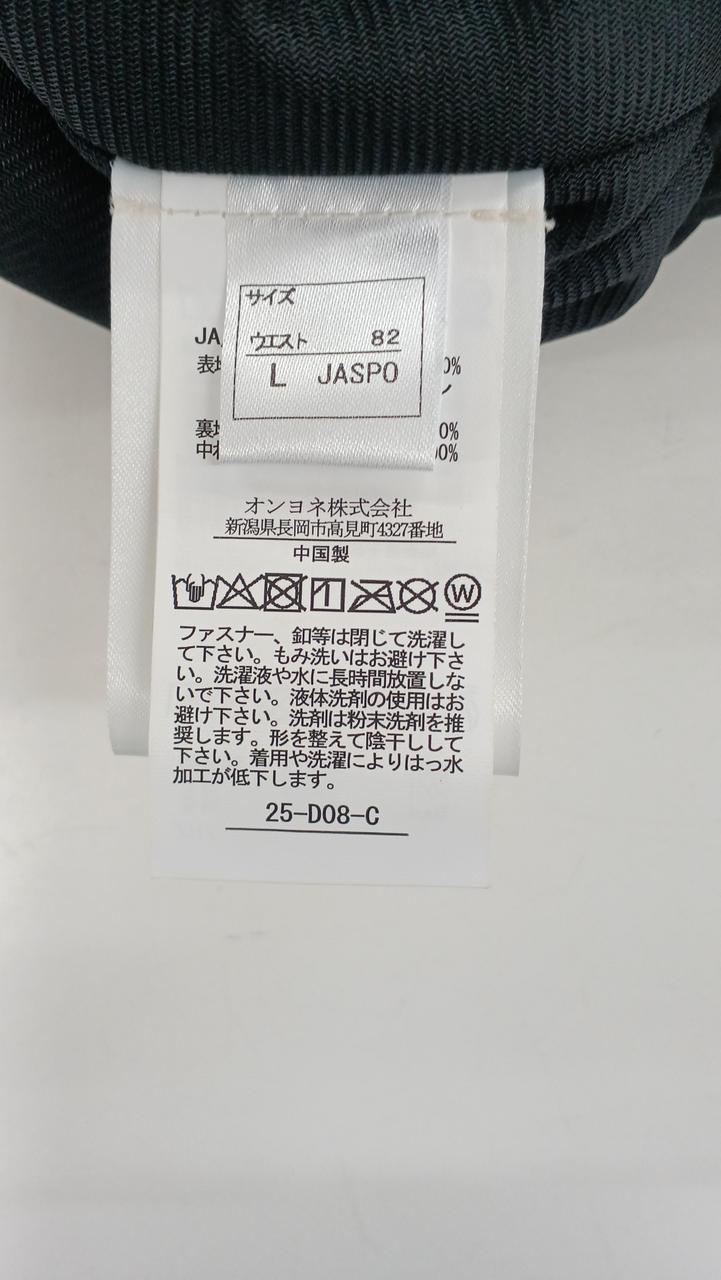 サイズ
ウエスト 82
L JASPO
JA
表
0%
裏
0%
中
00%
オンヨネ株式会社
新潟県長岡市高見町4327番地
中国製
W
ファスナー、釦等は閉じて洗濯し
て下さい。もみ洗いはお避け下さ
い。洗濯液や水に長時間放置しな
いで下さい。液体洗剤の使用はお
避け下さい。洗剤は粉末洗剤を推
奨します。形を整えて陰干しして
下さい。着用や洗濯によりはっ水
加工が低下します。
25-D08-C